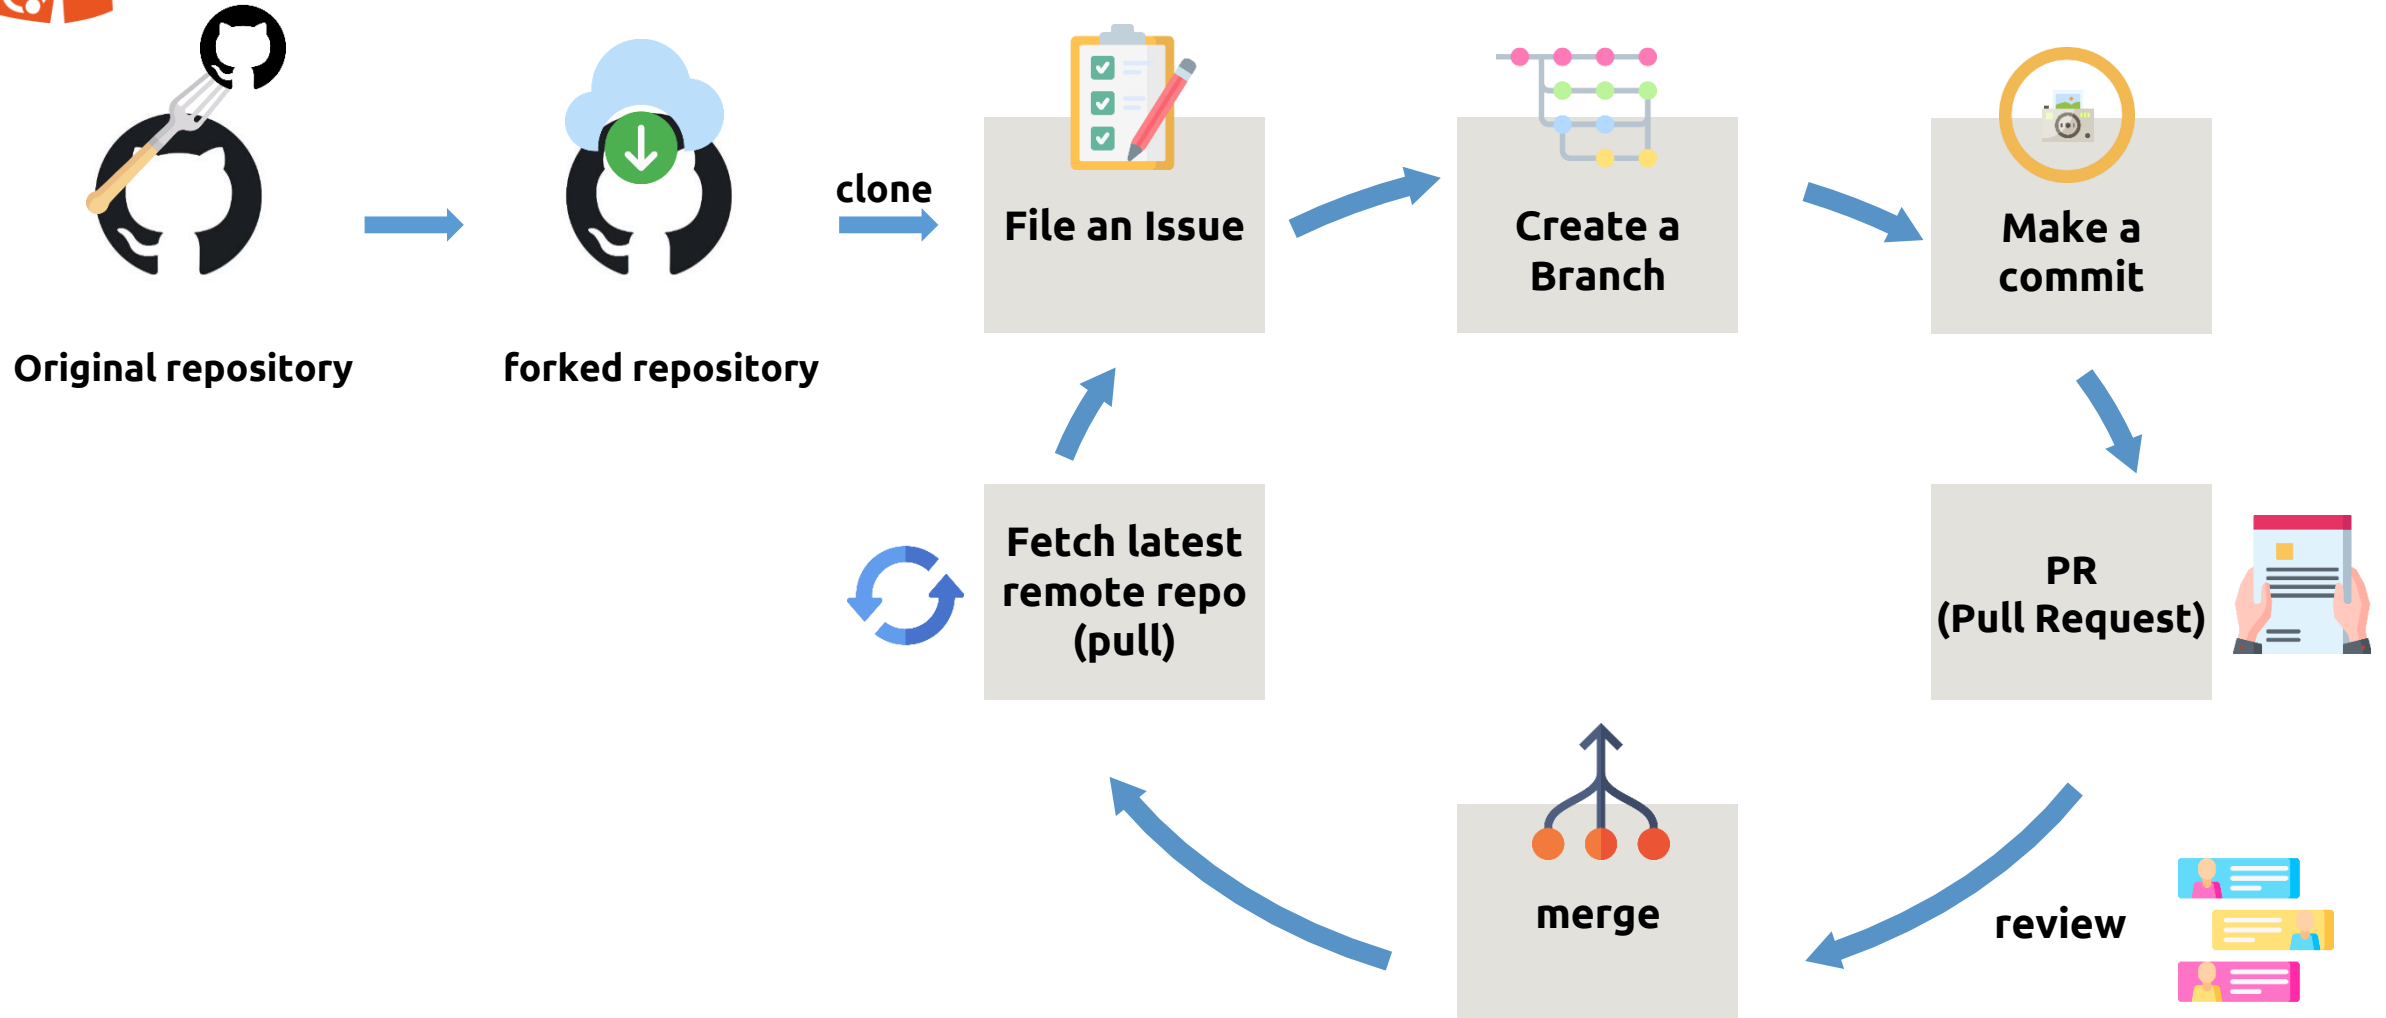 Original repository
forked repository
clone
File an Issue
Create a
Branch
Make a
commit
PR
(Pull Request)
review
merge
Fetch latest
remote repo
(pull)